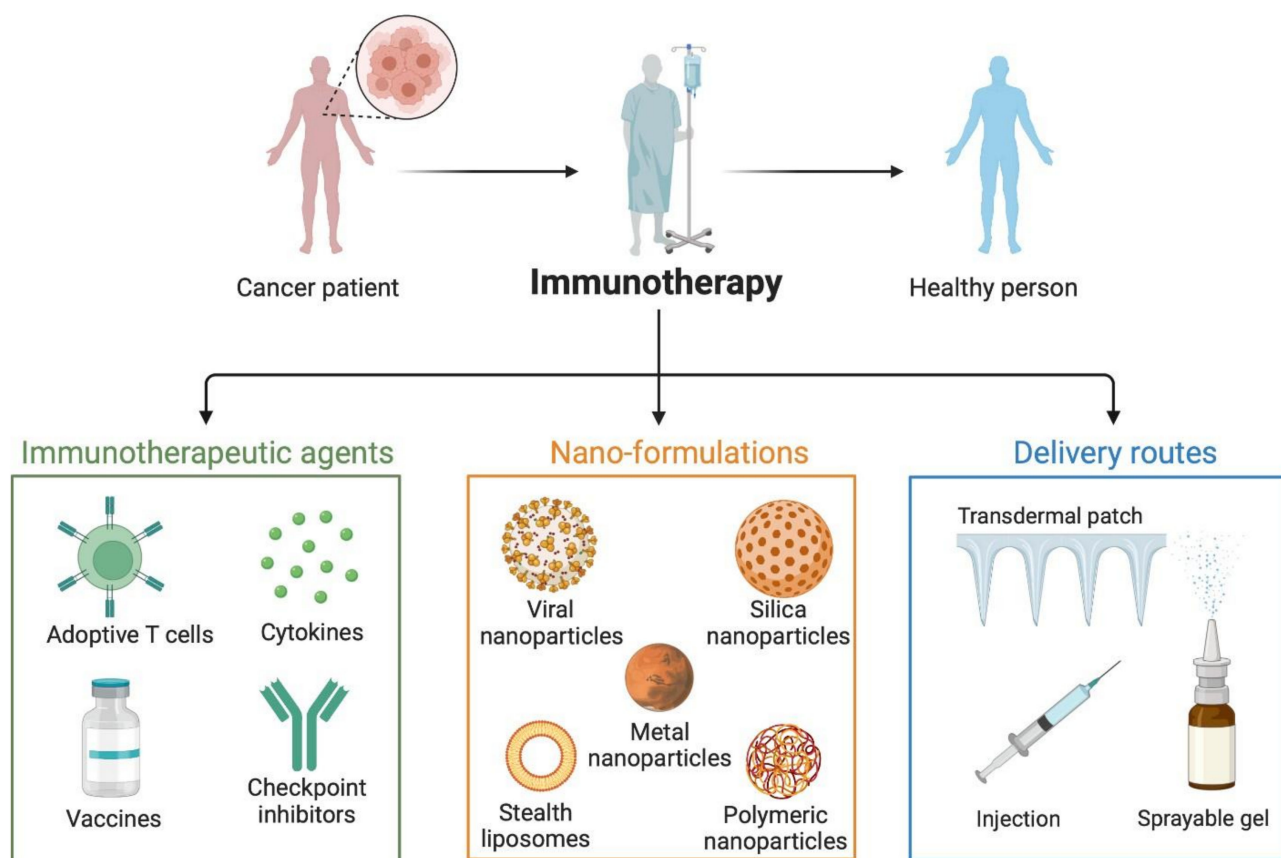 Cancer patient
Immunotherapy
Healthy person
Immunotherapeutic agents
Adoptive T cells
Cytokines
Vaccines
Checkpoint
inhibitors
Nano-formulations
Viral
nanoparticles
Silica
nanoparticles
Metal
nanoparticles
Stealth
liposomes
Polymeric
nanoparticles
Delivery routes
Transdermal patch
Injection
Sprayable gel